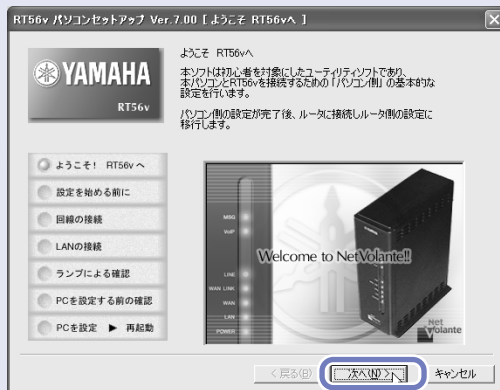 RT56v パソコンセットアップ Ver.7.00 [ ようこそ RT56vへ ]
YAMAHA
RT56v
ようこそ RT56vへ
本ソフトは初心者を対象にしたユーティリティソフトであり、
本パソコンとRT56vを接続するための「パソコン側」の基本的な
設定を行います。
パソコン側の設定が完了後、ルータに接続しルータ側の設定に
移行します。
ようこそ! RT56v へ
設定を始める前に
回線の接続
LANの接続
ランプによる確認
PCを設定する前の確認
PCを設定 ▶ 再起動
MSG
VoIP
LINE
WAN LINK
WAN
LAN
POWER
Welcome to NetVolante!!
Net
Volante
< 戻る(B)
次へ(N) >
キャンセル